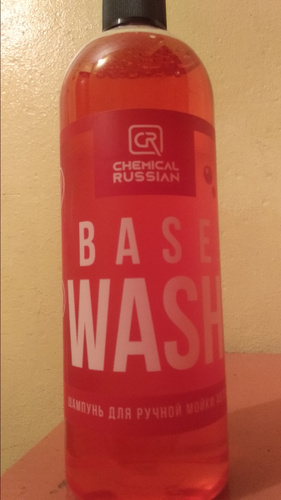 CR
CHEMICAL
RUSSIAN
BASE
WASH
ШАМПУНЬ ДЛЯ РУЧНОЙ МОЙКИ